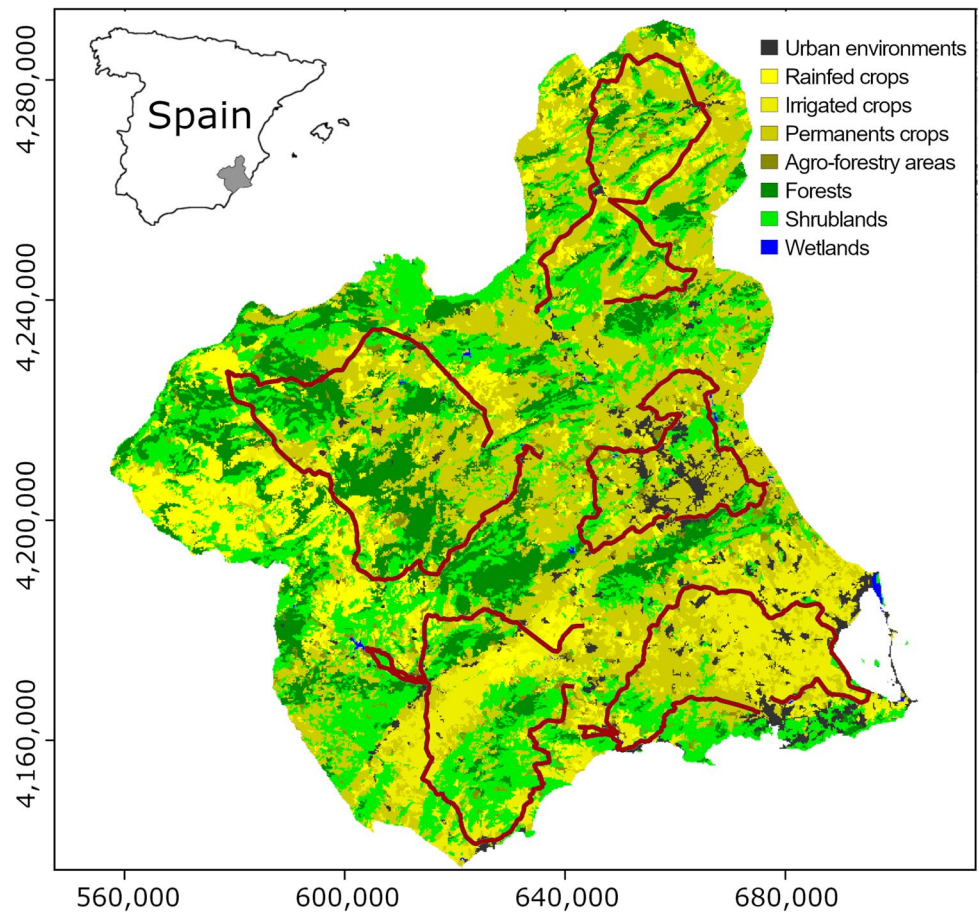 Spain
Urban environments
Rainfed crops
Irrigated crops
Permanents crops
Agro-forestry areas
Forests
Shrublands
Wetlands
4,280,000
4,240,000
4,200,000
4,160,000
560,000
600,000
640,000
680,000